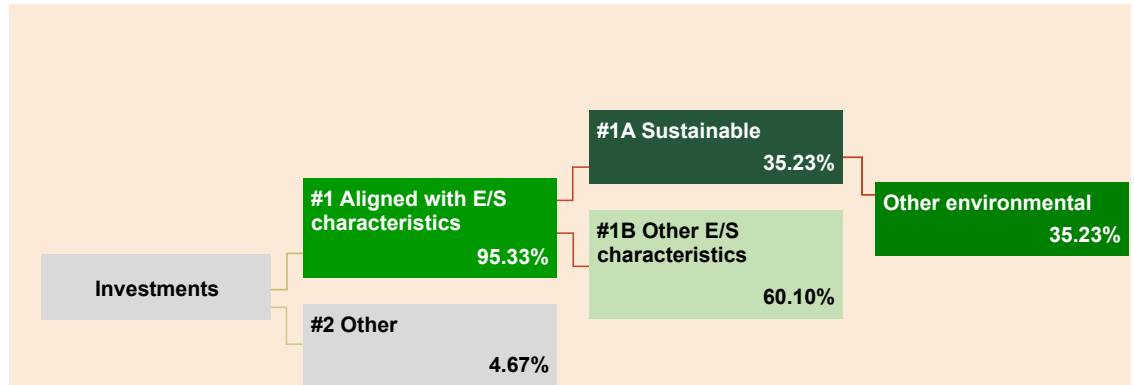 Investments
#1 Aligned with E/S
characteristics
95.33%
#2 Other
4.67%
#1A Sustainable
35.23%
#1B Other E/S
characteristics
60.10%
Other environmental
35.23%